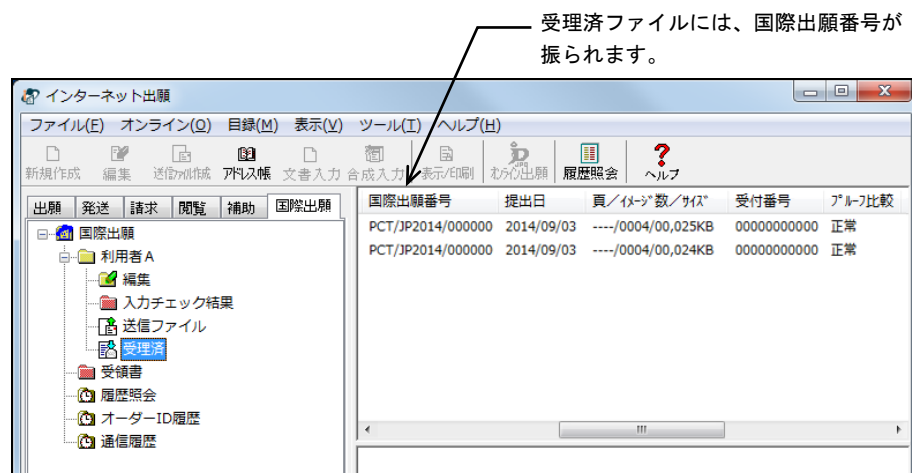 受理済ファイルには、国際出願番号が
振られます。
インターネット出願
ファイル(F) オンライン(O) 目録(M) 表示(V) ツール(T) ヘルプ(H)
新規作成 編集 送信ﾌｧｲﾙ作成 ｱﾄﾞﾚｽ帳 文書入力 合成入力 表示/印刷 ｵﾝﾗｲﾝ出願 履歴照会 ヘルプ
出願 発送 請求 閲覧 補助 国際出願
国際出願
利用者A
編集
入力チェック結果
送信ファイル
受理済
受領書
履歴照会
オーダーID履歴
通信履歴
国際出願番号 提出日 頁／ｲﾒｰｼﾞ数／ｻｲｽﾞ 受付番号 ﾌﾟﾙｰﾌ比較
PCT/JP2014/000000 2014/09/03 ----/0004/00,025KB 00000000000 正常
PCT/JP2014/000000 2014/09/03 ----/0004/00,024KB 00000000000 正常